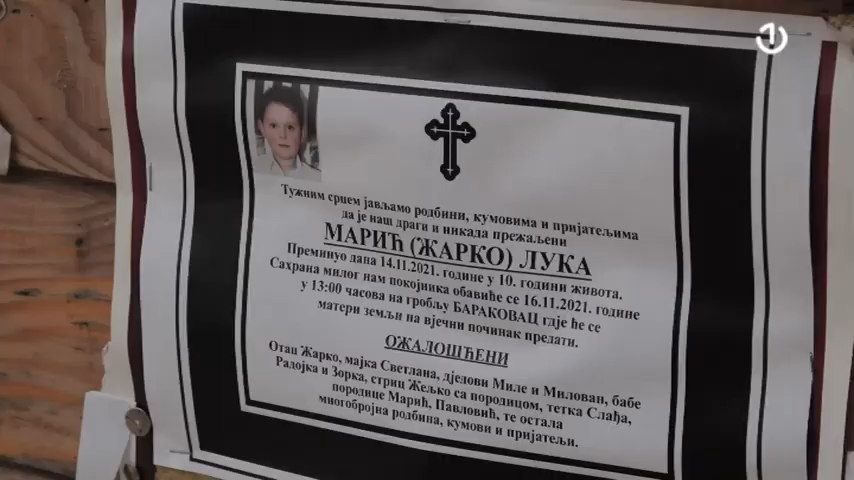 Тужним срцем јављамо родбини, кумовима и пријатељима
да је наш драги и никада прежаљени
МАРИЋ (ЖАРКО) ЛУКА
Преминуо дана 14.11.2021. године у 10. години живота.
Сахрана милог нам покојника обавиће се 16.11.2021. године
у 13:00 часова на гробљу БАРАКОВАЦ гдје ће се
матери земљи на вјечни починак предати.
ОЖАЛОШЋЕНИ
Отац Жарко, мајка Светлана, дједови Миле и Милован, бабе
Радојка и Зорка, стриц Жељко са породицом, тетка Слађа,
породице Марић, Павловић, те остала
многобројна родбина, кумови и пријатељи.
1